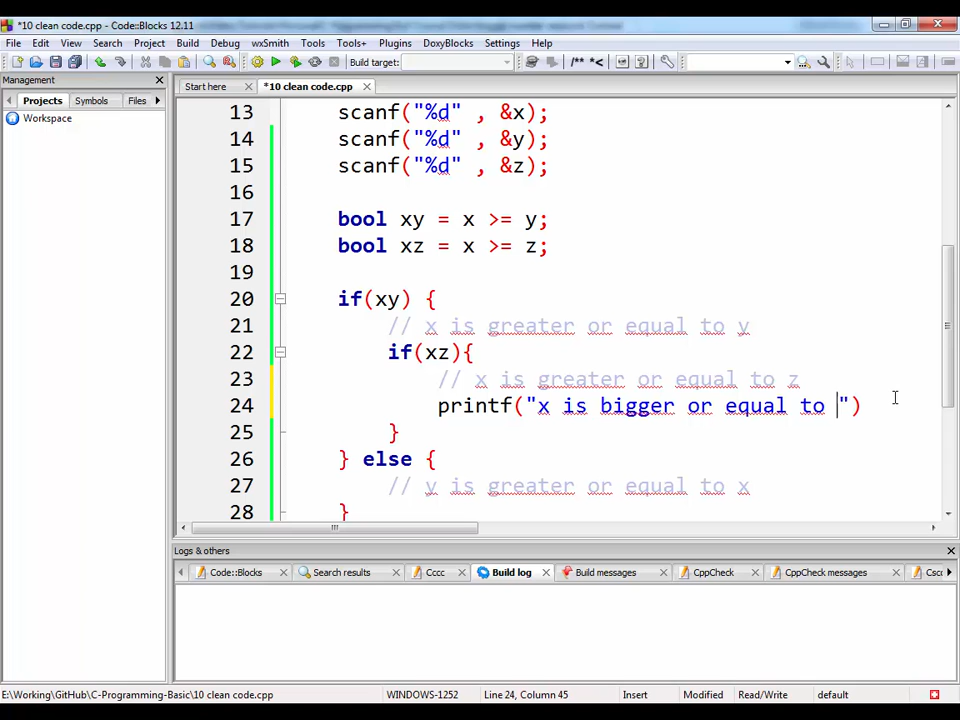 *10 clean code.cpp - Code::Blocks 12.11
File Edit View Search Project Build Debug wxSmith Tools Tools+ Plugins DoxyBlocks Settings Help
Build target:
/** *<
Management
Projects Symbols Files
Workspace
Start here *10 clean code.cpp
13 scanf("%d" , &x);
14 scanf("%d" , &y);
15 scanf("%d" , &z);
16
17 bool xy = x >= y;
18 bool xz = x >= z;
19
20 if(xy) {
21 // x is greater or equal to y
22 if(xz){
23 // x is greater or equal to z
24 printf("x is bigger or equal to ")
25 }
26 } else {
27 // y is greater or equal to x
28 }
Logs & others
Code::Blocks Search results Cccc Build log Build messages CppCheck CppCheck messages Csco
E:\Working\GitHub\C-Programming-Basic\10 clean code.cpp WINDOWS-1252 Line 24, Column 45 Insert Modified Read/Write default